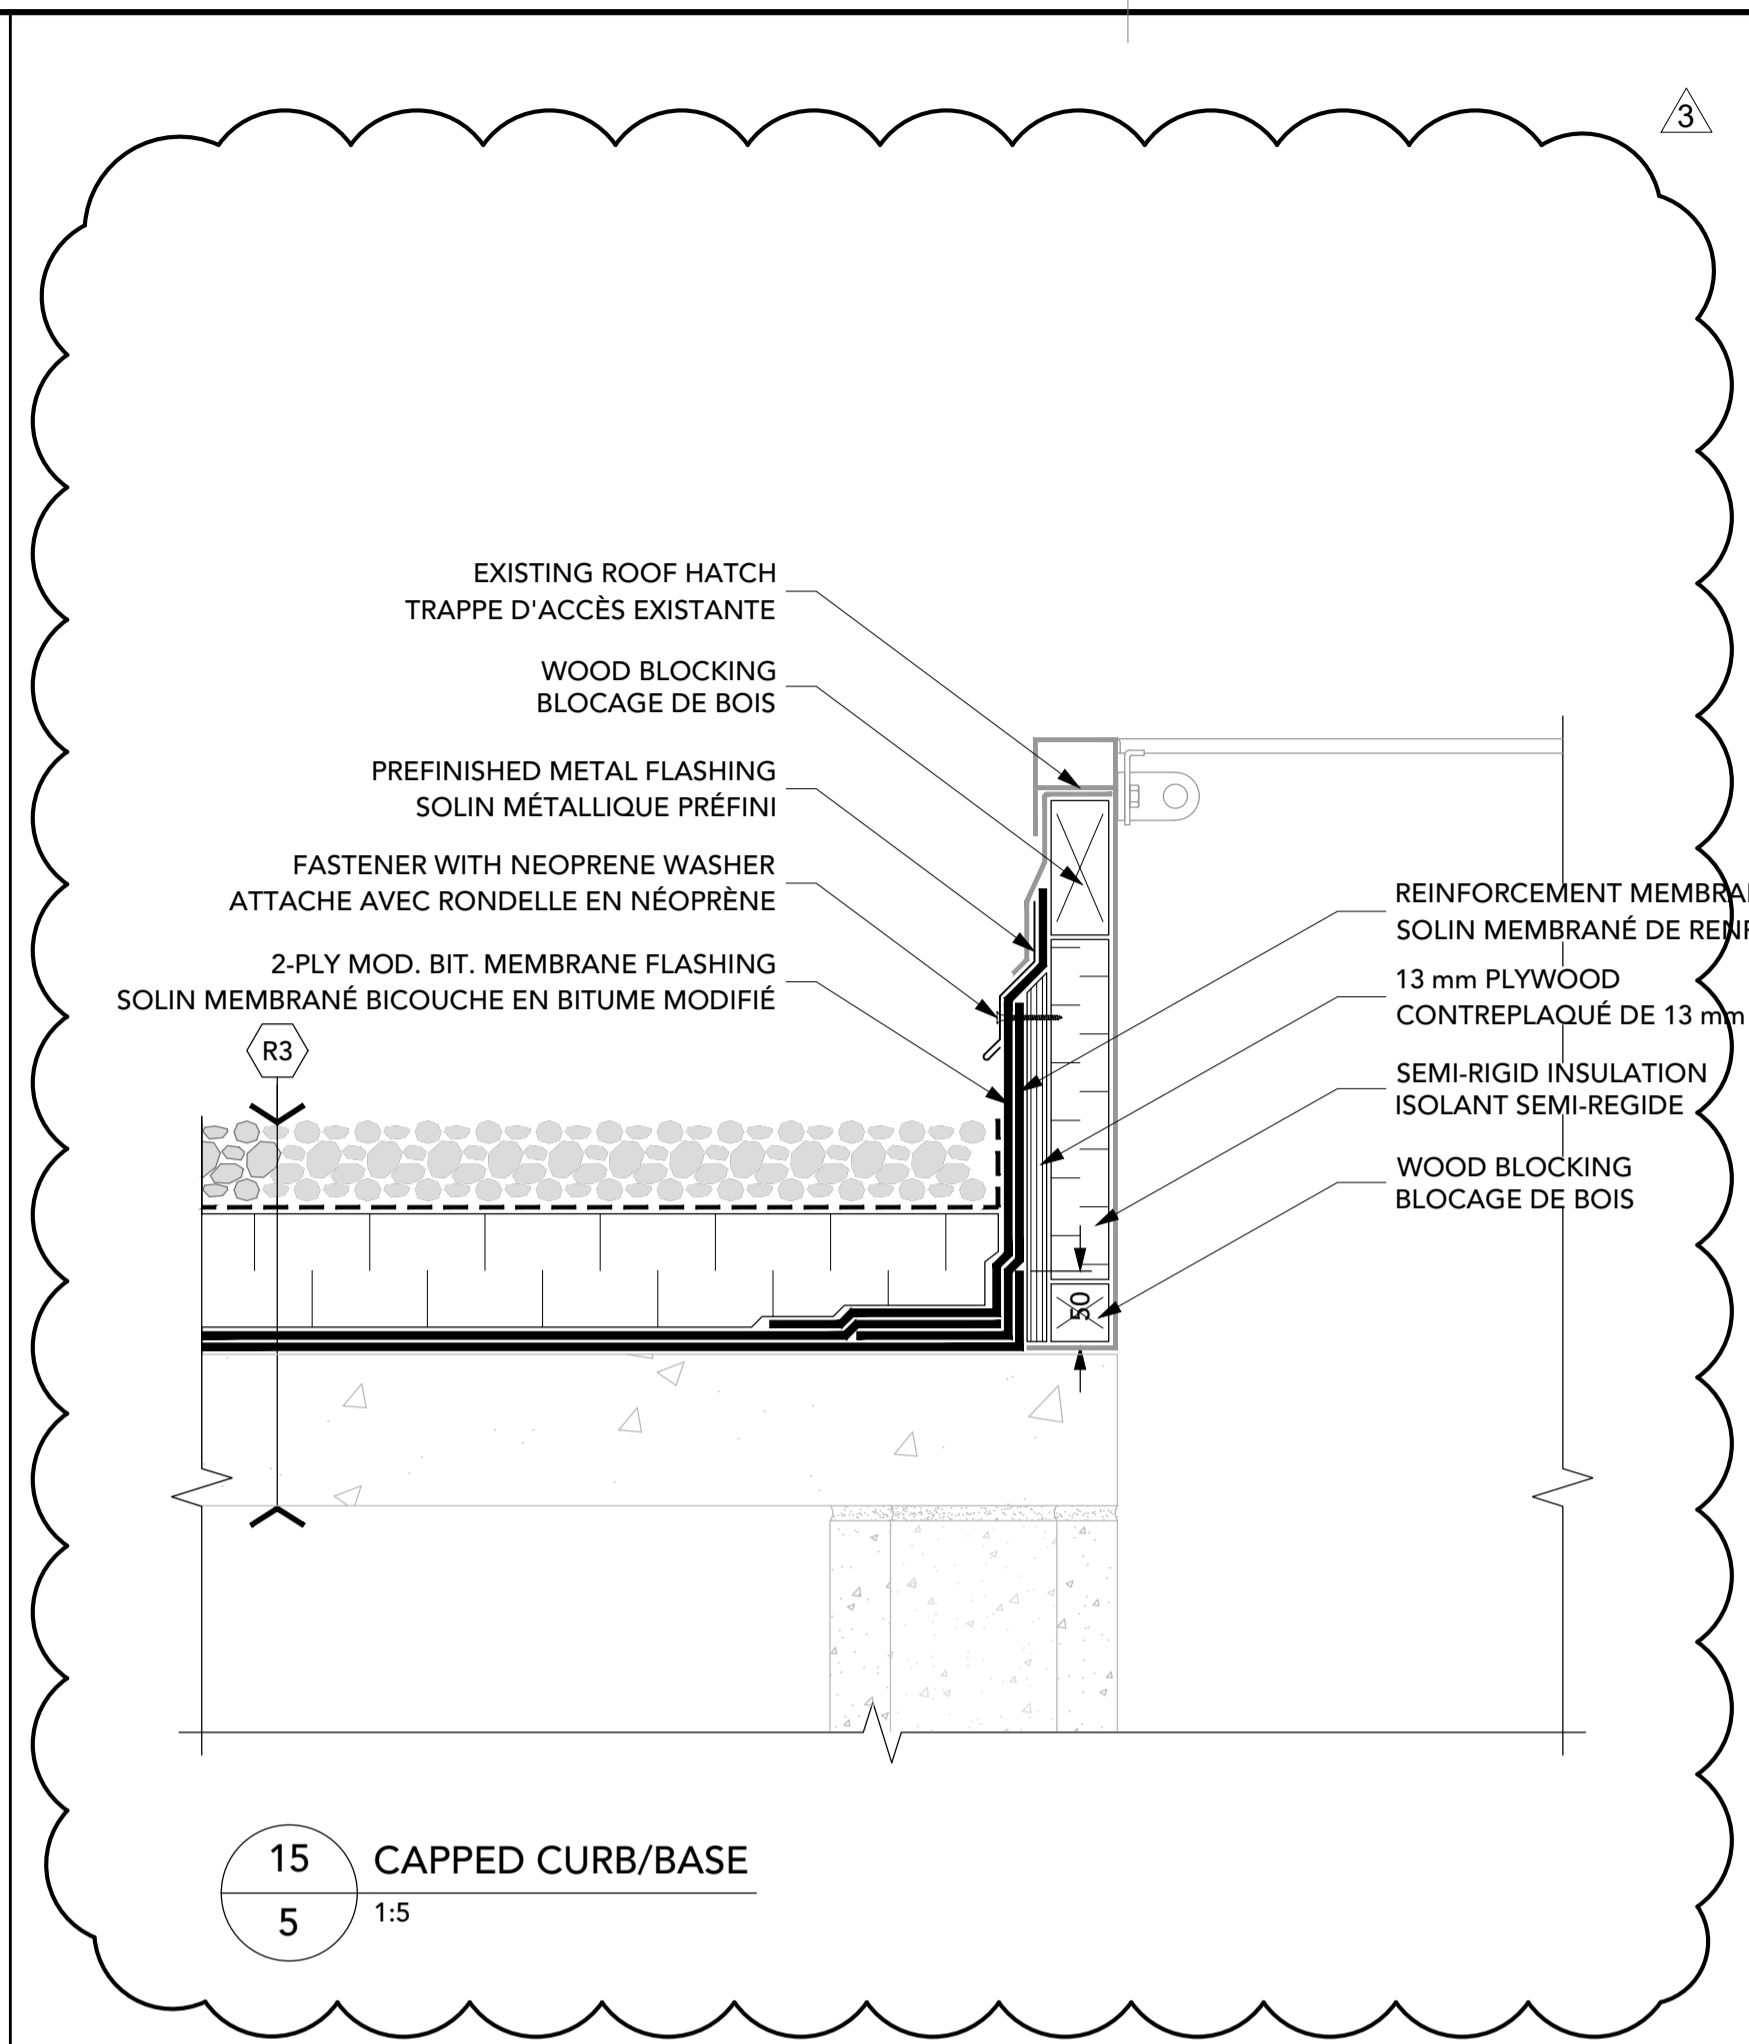 3
EXISTING ROOF HATCH
TRAPPE D'ACCÈS EXISTANTE
WOOD BLOCKING
BLOCAGE DE BOIS
PREFINISHED METAL FLASHING
SOLIN MÉTALLIQUE PRÉFINI
FASTENER WITH NEOPRENE WASHER
ATTACHE AVEC RONDELLE EN NÉOPRÈNE
2-PLY MOD. BIT. MEMBRANE FLASHING
SOLIN MEMBRANÉ BICOUCHE EN BITUME MODIFIÉ
R3
REINFORCEMENT
SOLIN MEMBRANÉ DE
13 mm PLYWOOD
CONTREPLAQUÉ DE 13 mm
SEMI-RIGID INSULATION
ISOLANT SEMI-REGIDE
WOOD BLOCKING
BLOCAGE DE BOIS
50
15
5
CAPPED CURB/BASE
1:5